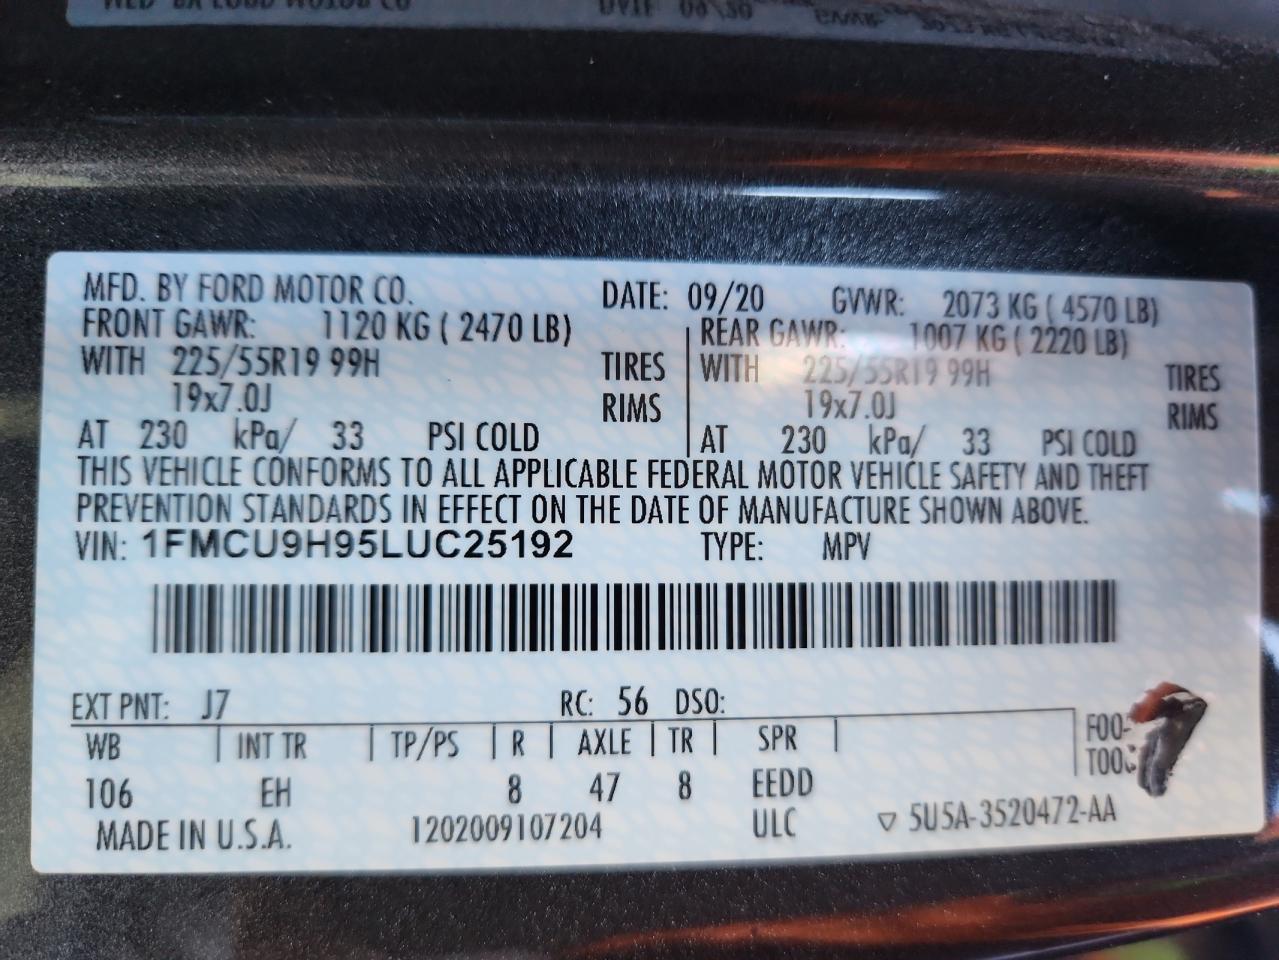 MFD. BY FORD MOTOR CO. DATE: 09/20 GVWR: 2073 KG ( 4570 LB)
FRONT GAWR: 1120 KG ( 2470 LB) REAR GAWR: 1007 KG ( 2220 LB)
WITH 225/55R19 99H TIRES WITH 225/55R19 99H TIRES
19x7.0J RIMS 19x7.0J RIMS
AT 230 kPa/ 33 PSI COLD AT 230 kPa/ 33 PSI COLD
THIS VEHICLE CONFORMS TO ALL APPLICABLE FEDERAL MOTOR VEHICLE SAFETY AND THEFT
PREVENTION STANDARDS IN EFFECT ON THE DATE OF MANUFACTURE SHOWN ABOVE.
VIN: 1FMCU9H95LUC25192 TYPE: MPV
EXT PNT: J7 RC: 56 DSO:
WB INT TR TP/PS R AXLE TR SPR
106 EH 8 47 8 EEDD
MADE IN U.S.A. 1202009107204 ULC ▽ 5U5A-3520472-AA